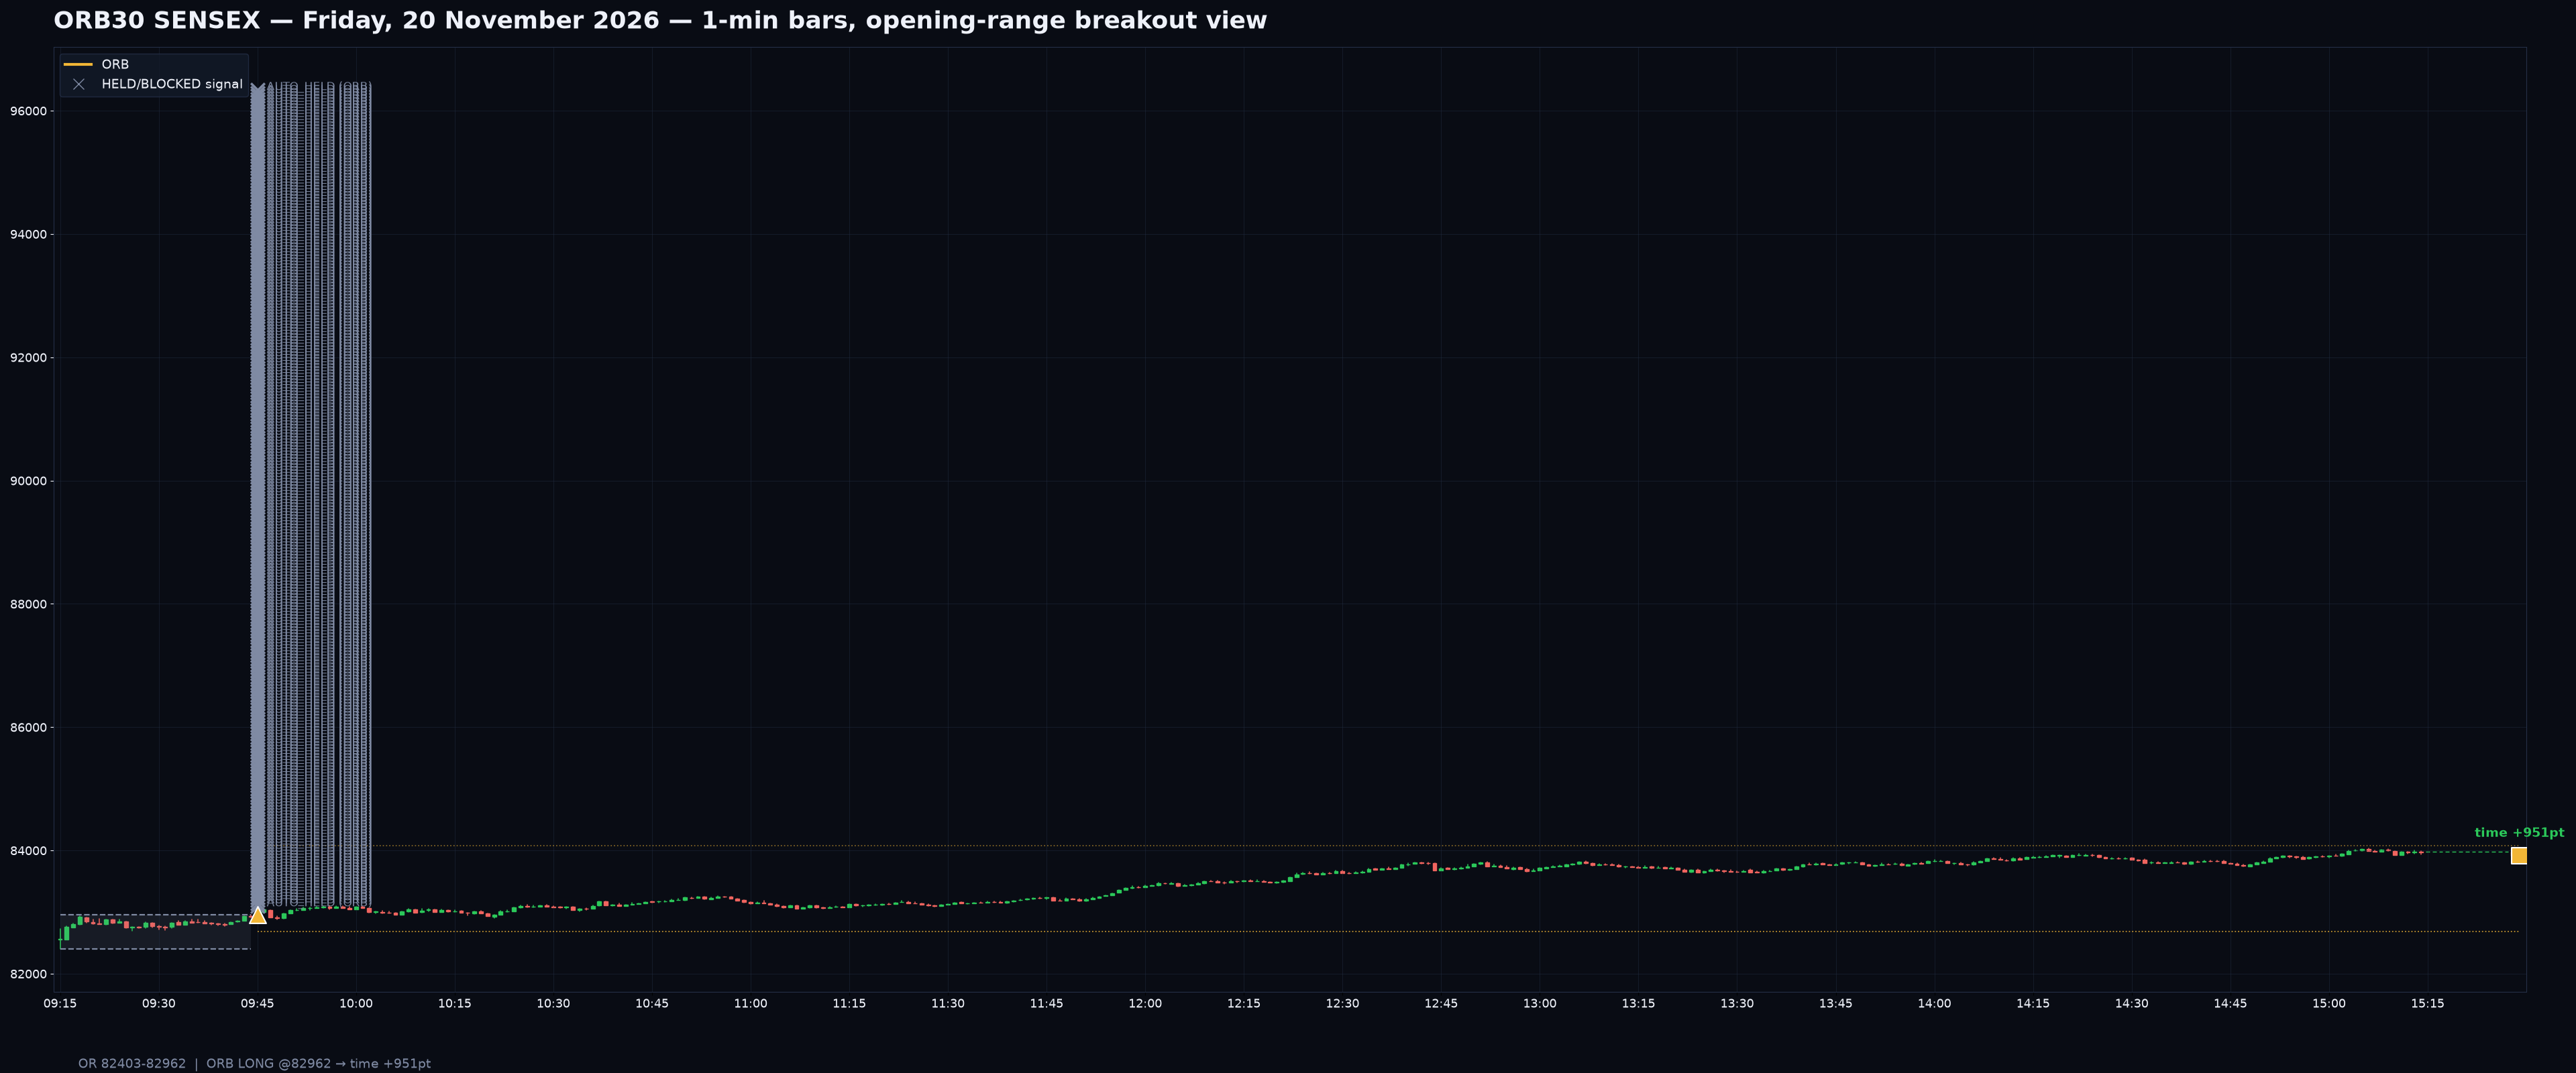 ORB30 SENSEX — Friday, 20 November 2026 — 1-min bars, opening-range breakout view
ORB
HELD/BLOCKED signal
AUTO HELD (ORB)
96000
94000
92000
90000
88000
86000
84000
82000
time +951pt
09:15 09:30 09:45 10:00 10:15 10:30 10:45 11:00 11:15 11:30 11:45 12:00 12:15 12:30 12:45 13:00 13:15 13:30 13:45 14:00 14:15 14:30 14:45 15:00 15:15
OR 82403-82962 | ORB LONG @82962 → time +951pt